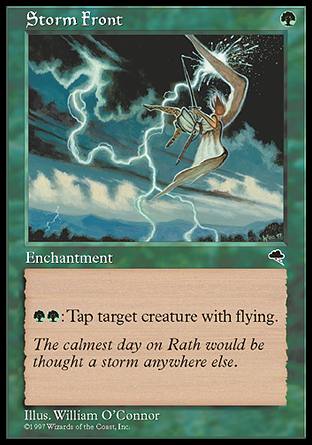 Storm Front
Enchantment
:Tap target creature with flying.
The calmest day on Rath would be
thought a storm anywhere else.
Illus. William O'Connor
©1997 Wizards of the Coast, Inc.